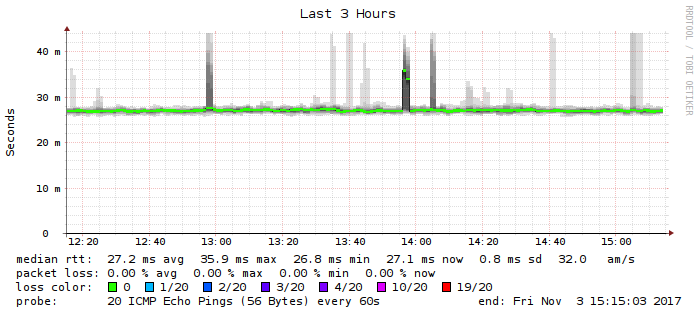 Last 3 Hours
RRDTOOL / TOBI OETIKER
Seconds
40 m
30 m
20 m
10 m
0
12:20 12:40 13:00 13:20 13:40 14:00 14:20 14:40 15:00
median rtt: 27.2 ms avg 35.9 ms max 26.8 ms min 27.1 ms now 0.8 ms sd 32.0 am/s
packet loss: 0.00 % avg 0.00 % max 0.00 % min 0.00 % now
loss color: 0 1/20 2/20 3/20 4/20 10/20 19/20
probe: 20 ICMP Echo Pings (56 Bytes) every 60s end: Fri Nov 3 15:15:03 2017